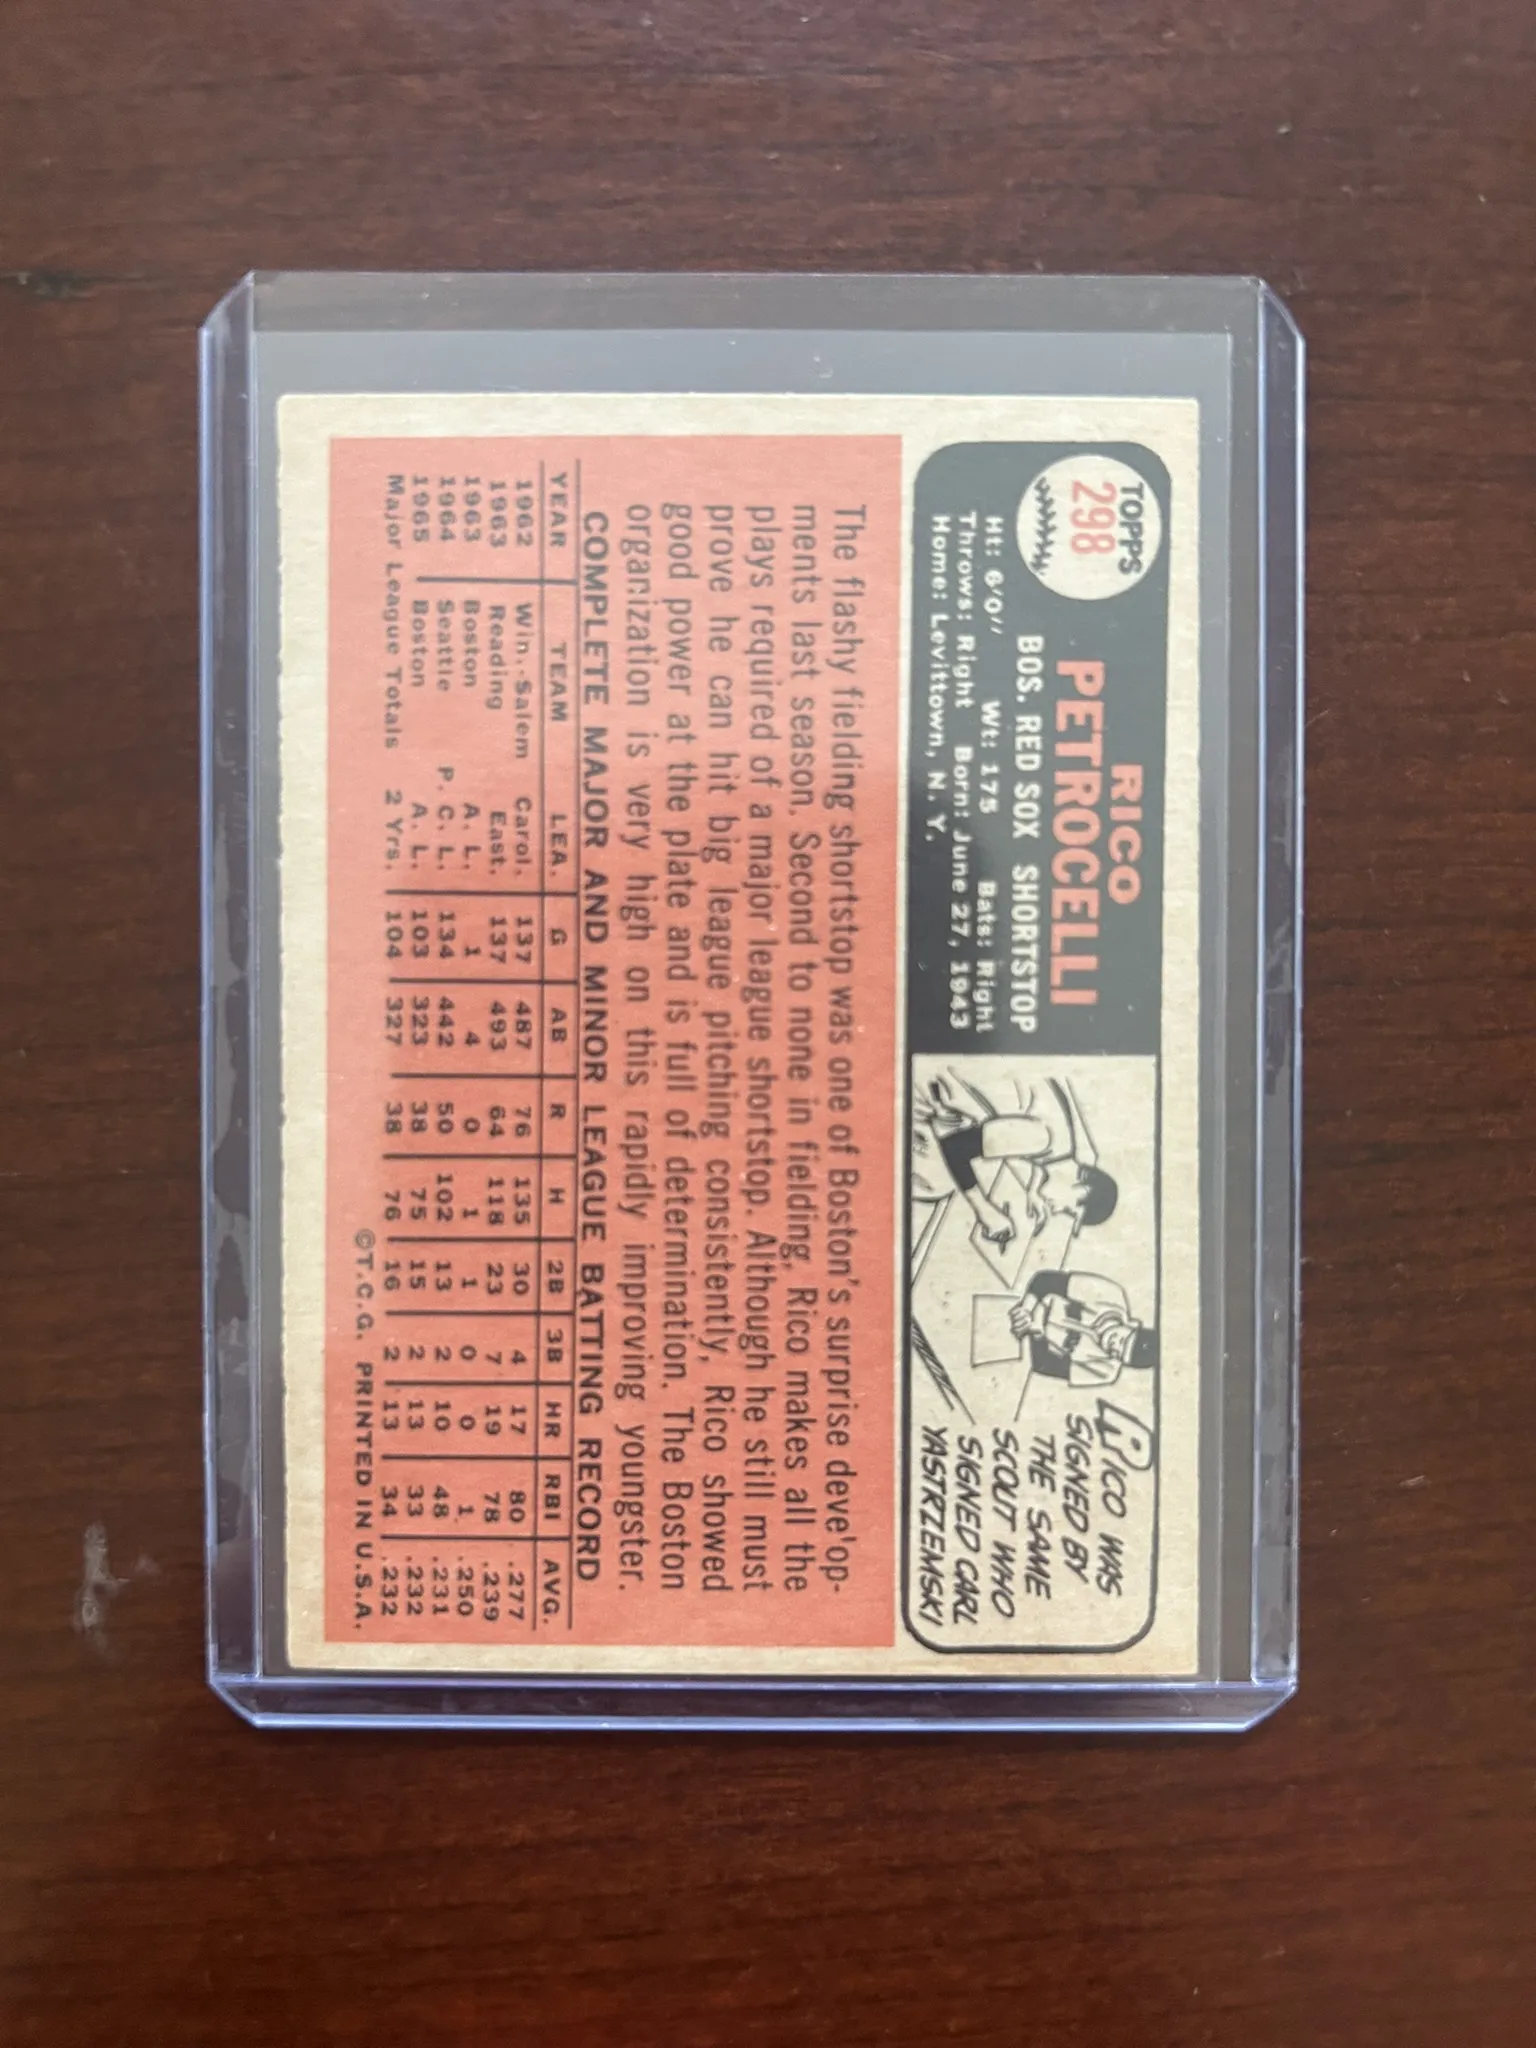 TOPPS
298
RICO
PETROCELLI
BOS. RED SOX SHORTSTOP
Ht: 6'0" Wt: 175 Bats: Right
Throws: Right Born: June 27, 1943
Home: Levittown, N. Y.
RICO WAS
SIGNED BY
THE SAME
SCOUT WHO
SIGNED CARL
YASTRZEMSKI
The flashy fielding shortstop was one of Boston's surprise deve'op-
ments last season. Second to none in fielding, Rico makes all the
plays required of a major league shortstop. Although he still must
prove he can hit big league pitching consistently, Rico showed
good power at the plate and is full of determination. The Boston
organization is very high on this rapidly improving youngster.
COMPLETE MAJOR AND MINOR LEAGUE BATTING RECORD
YEAR TEAM LEA. G AB R H 2B 3B HR RBI AVG.
1962 Win.-Salem Carol. 137 487 76 135 30 4 17 80 .277
1963 Reading East. 137 493 64 118 23 7 19 78 .239
1963 Boston A. L. 1 4 0 1 1 0 0 1 .250
1964 Seattle P. C. L. 134 442 50 102 13 2 10 48 .231
1965 Boston A. L. 103 323 38 75 15 2 13 33 .232
Major League Totals 2 Yrs. 104 327 38 76 16 2 13 34 .232
©T.C.G. PRINTED IN U.S.A.